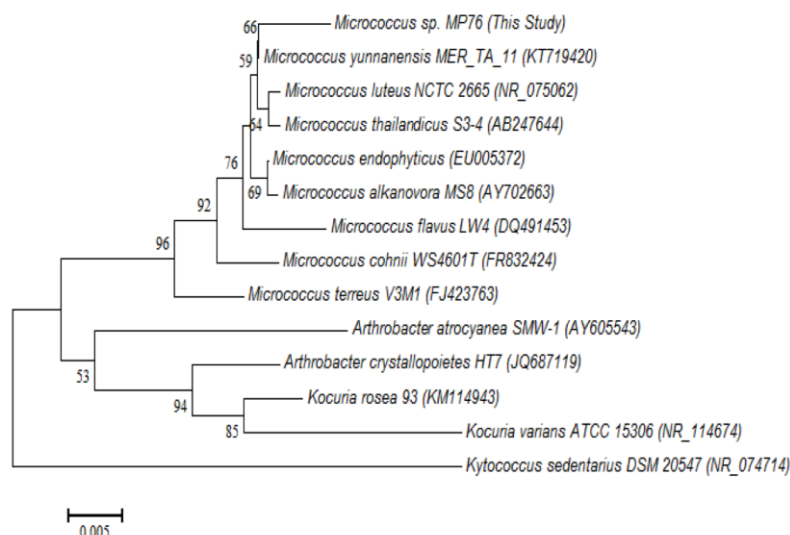 66
Micrococcus sp. MP76 (This Study)
59
Micrococcus yunnanensis MER_TA_11 (KT719420)
Micrococcus luteus NCTC 2665 (NR_075062)
64
Micrococcus thailandicus S3-4 (AB247644)
76
Micrococcus endophyticus (EU005372)
69
Micrococcus alkanovora MS8 (AY702663)
92
Micrococcus flavus LW4 (DQ491453)
96
Micrococcus cohnii WS4601T (FR832424)
Micrococcus terreus V3M1 (FJ423763)
Arthrobacter atrocyanea SMW-1 (AY605543)
53
Arthrobacter crystallopoietes HT7 (JQ687119)
94
Kocuria rosea 93 (KM114943)
85
Kocuria varians ATCC 15306 (NR_114674)
Kytococcus sedentarius DSM 20547 (NR_074714)
0.005